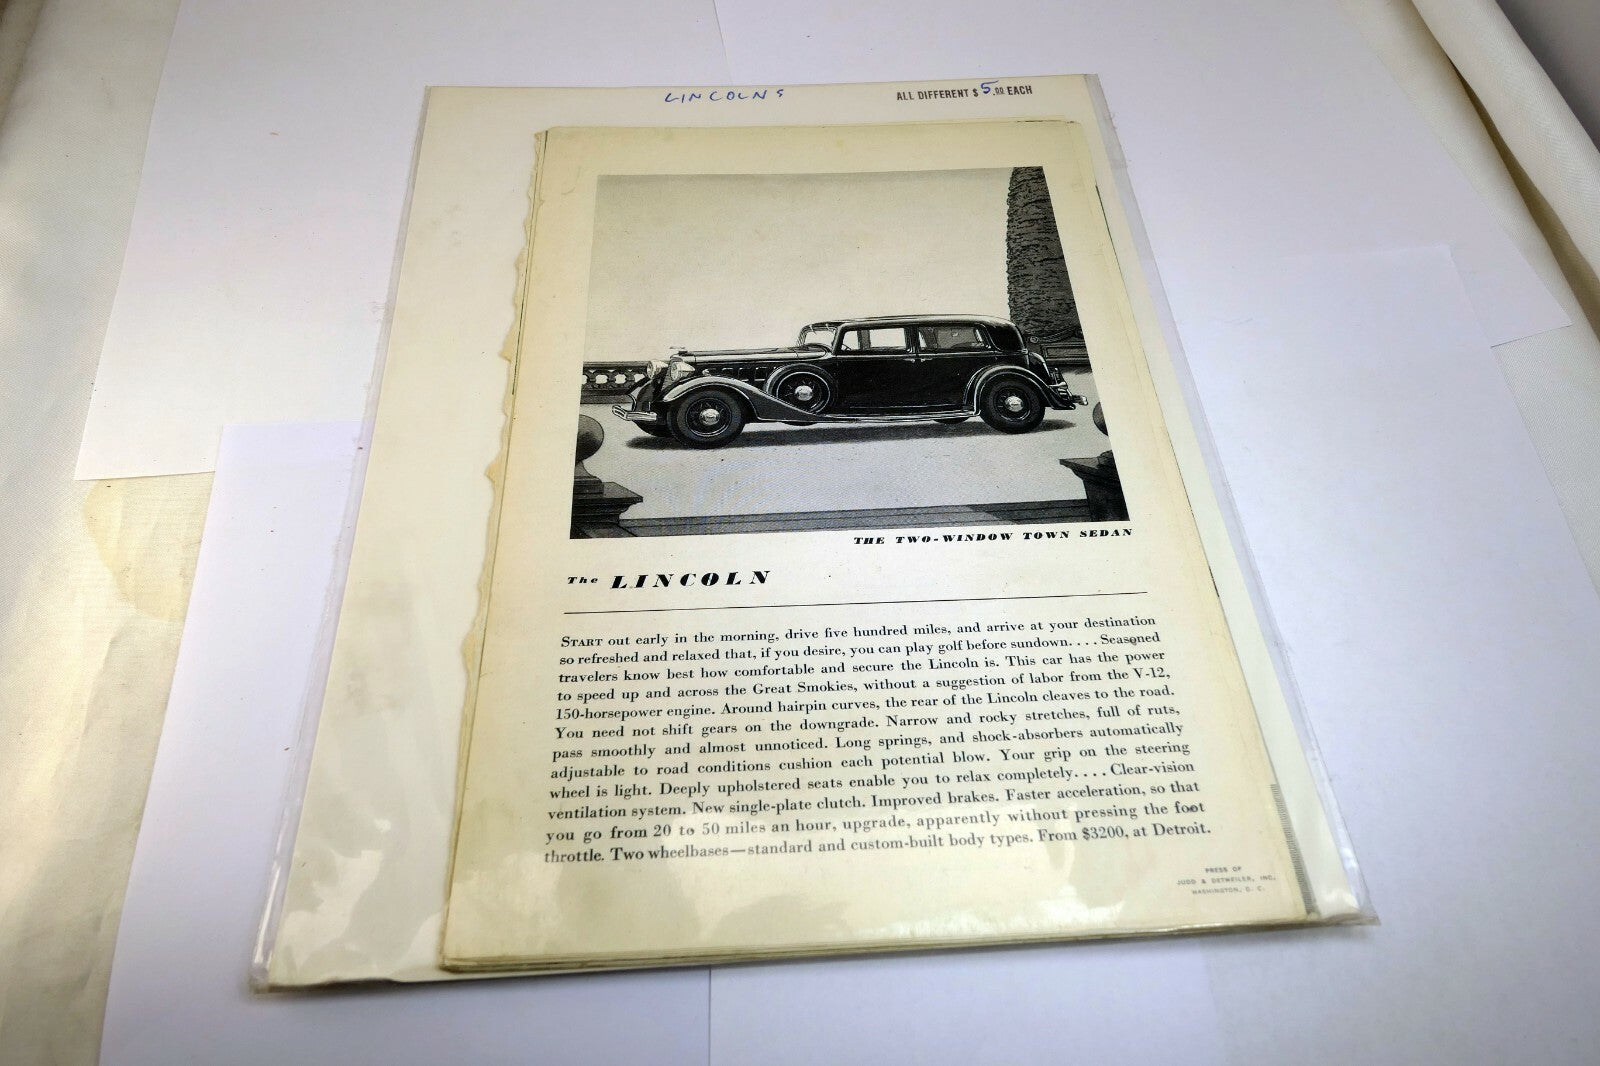 LINCOLNS
ALL DIFFERENT $ 5.00 EACH
THE TWO-WINDOW TOWN SEDAN
The LINCOLN
START out early in the morning, drive five hundred miles, and arrive at your destination
so refreshed and relaxed that, if you desire, you can play golf before sundown.... Seasoned
travelers know best how comfortable and secure the Lincoln is. This car has the power
to speed up and across the Great Smokies, without a suggestion of labor from the V-12,
150-horsepower engine. Around hairpin curves, the rear of the Lincoln cleaves to the road.
You need not shift gears on the downgrade. Narrow and rocky stretches, full of ruts,
pass smoothly and almost unnoticed. Long springs, and shock-absorbers automatically
adjustable to road conditions cushion each potential blow. Your grip on the steering
wheel is light. Deeply upholstered seats enable you to relax completely.... Clear-vision
ventilation system. New single-plate clutch. Improved brakes. Faster acceleration, so that
you go from 20 to 50 miles an hour, upgrade, apparently without pressing the foot
throttle. Two wheelbases—standard and custom-built body types. From $3200, at Detroit.
PRESS OF
JUDD & DETWEILER, INC.
WASHINGTON, D. C.